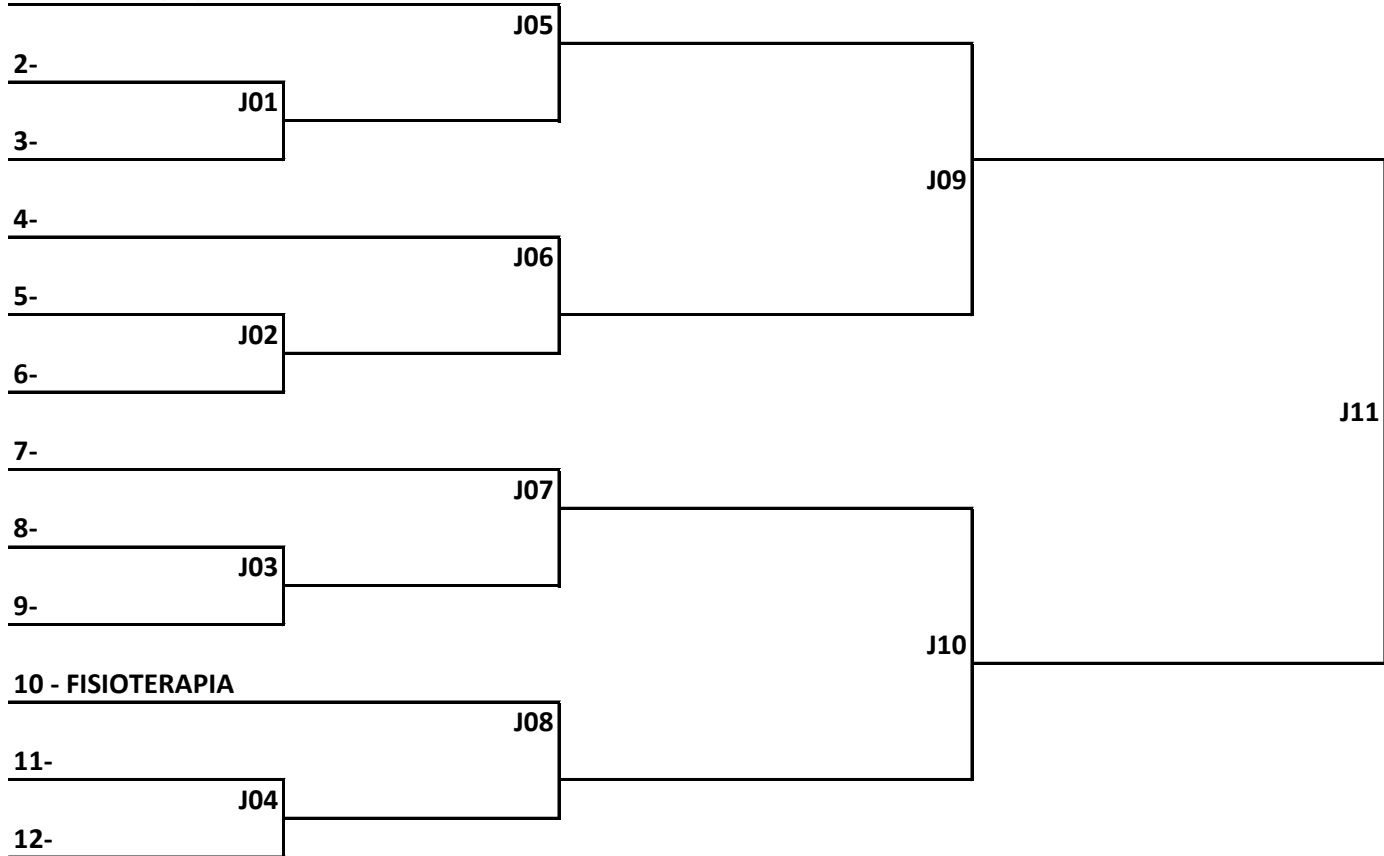 J05
2-
J01
3-
J09
4-
J06
5-
J02
6-
J11
7-
J07
8-
J03
9-
J10
10 - FISIOTERAPIA
J08
11-
J04
12-